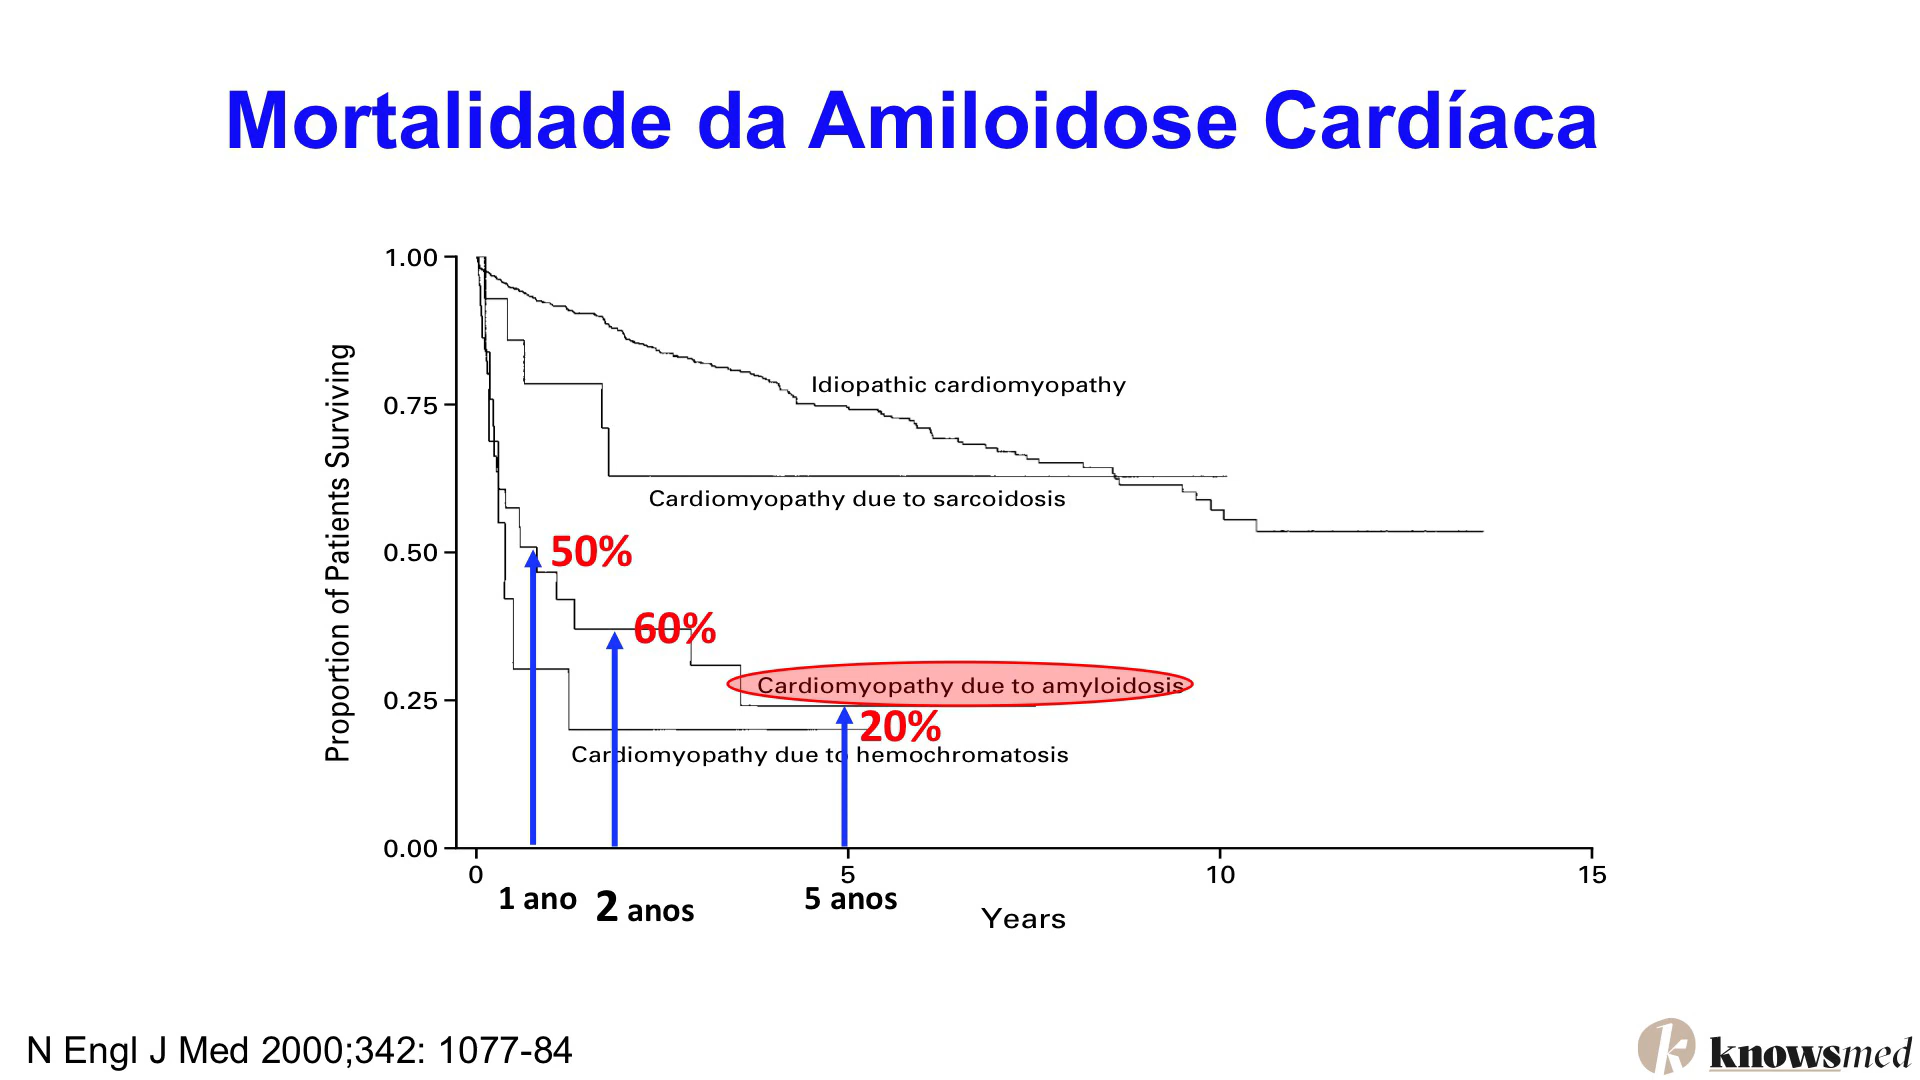 Mortalidade da Amiloidose Cardíaca
1.00
0.75
0.50
0.25
0.00
Proportion of Patients Surviving
Idiopathic cardiomyopathy
Cardiomyopathy due to sarcoidosis
50%
60%
Cardiomyopathy due to amyloidosis
20%
Cardiomyopathy due to hemochromatosis
0
5
10
15
1 ano
2 anos
5 anos
Years
N Engl J Med 2000;342: 1077-84
k knowsmed